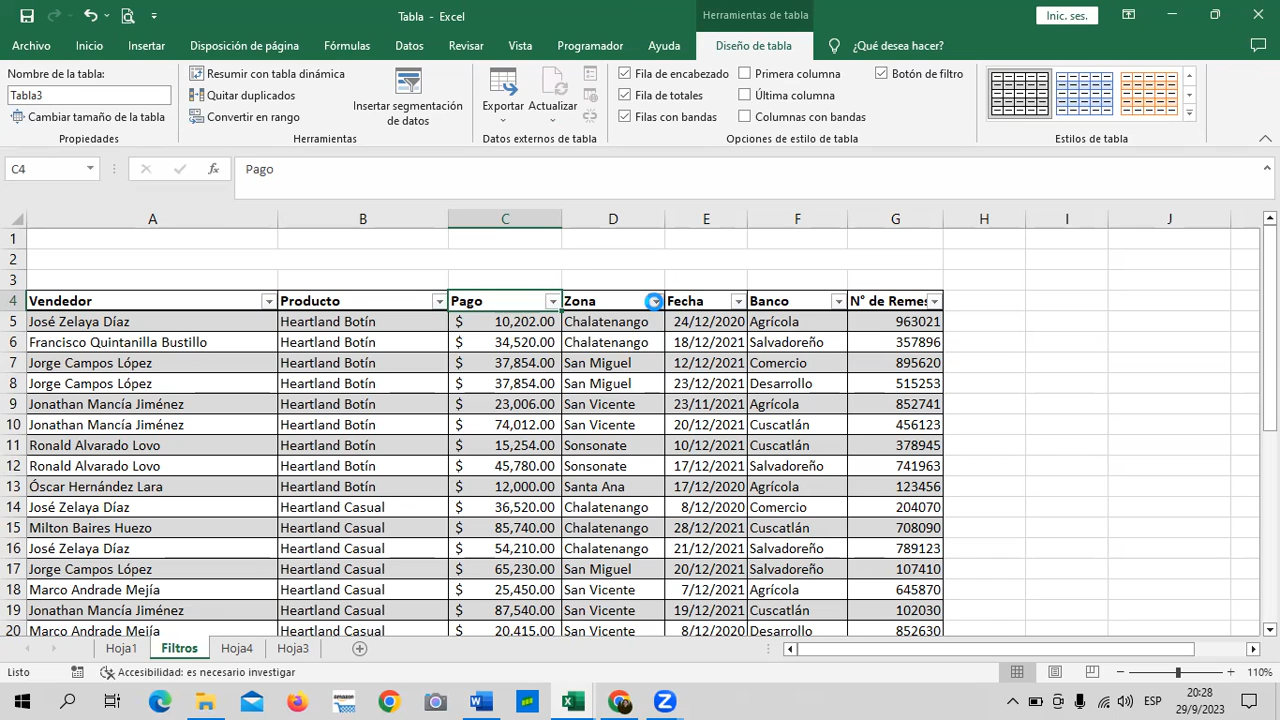 Tabla - Excel
Herramientas de tabla
Inic. ses.
Archivo Inicio Insertar Disposición de página Fórmulas Datos Revisar Vista Programador Ayuda Diseño de tabla ¿Qué desea hacer?
Nombre de la tabla:
Tabla3
Cambiar tamaño de la tabla
Propiedades
Resumir con tabla dinámica
Quitar duplicados
Convertir en rango
Insertar segmentación de datos
Herramientas
Exportar Actualizar
Datos externos de tabla
Fila de encabezado Primera columna Botón de filtro
Fila de totales Última columna
Filas con bandas Columnas con bandas
Opciones de estilo de tabla
Estilos de tabla
C4 fx Pago
A B C D E F G H I J
1
2
3
4 Vendedor Producto Pago Zona Fecha Banco N° de Remes
5 José Zelaya Díaz Heartland Botín $ 10,202.00 Chalatenango 24/12/2020 Agrícola 963021
6 Francisco Quintanilla Bustillo Heartland Botín $ 34,520.00 Chalatenango 18/12/2021 Salvadoreño 357896
7 Jorge Campos López Heartland Botín $ 37,854.00 San Miguel 12/12/2021 Comercio 895620
8 Jorge Campos López Heartland Botín $ 37,854.00 San Miguel 23/12/2021 Desarrollo 515253
9 Jonathan Mancía Jiménez Heartland Botín $ 23,006.00 San Vicente 23/11/2021 Agrícola 852741
10 Jonathan Mancía Jiménez Heartland Botín $ 74,012.00 San Vicente 20/12/2021 Cuscatlán 456123
11 Ronald Alvarado Lovo Heartland Botín $ 15,254.00 Sonsonate 10/12/2021 Cuscatlán 378945
12 Ronald Alvarado Lovo Heartland Botín $ 45,780.00 Sonsonate 17/12/2021 Salvadoreño 741963
13 Óscar Hernández Lara Heartland Botín $ 12,000.00 Santa Ana 17/12/2020 Agrícola 123456
14 José Zelaya Díaz Heartland Casual $ 36,520.00 Chalatenango 8/12/2020 Comercio 204070
15 Milton Baires Huezo Heartland Casual $ 85,740.00 Chalatenango 28/12/2021 Cuscatlán 708090
16 José Zelaya Díaz Heartland Casual $ 54,210.00 Chalatenango 21/12/2021 Salvadoreño 789123
17 Jorge Campos López Heartland Casual $ 65,230.00 San Miguel 20/12/2021 Salvadoreño 107410
18 Marco Andrade Mejía Heartland Casual $ 25,450.00 San Vicente 7/12/2021 Agrícola 645870
19 Jonathan Mancía Jiménez Heartland Casual $ 87,540.00 San Vicente 19/12/2021 Cuscatlán 102030
20 Marco Andrade Mejía Heartland Casual $ 20,415.00 San Vicente 8/12/2020 Desarrollo 852630
Hoja1 Filtros Hoja4 Hoja3
Listo Accesibilidad: es necesario investigar 110%
ESP 20:28
29/9/2023